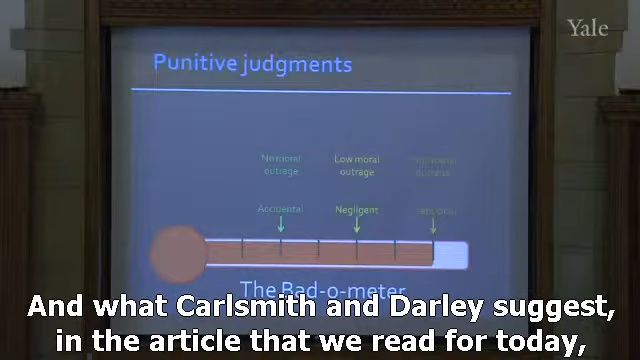 Yale
Punitive judgments
No moral
outrage
Low moral
outrage
Accidental
Negligent
The Bad-o-meter
And what Carlsmith and Darley suggest,
in the article that we read for today,